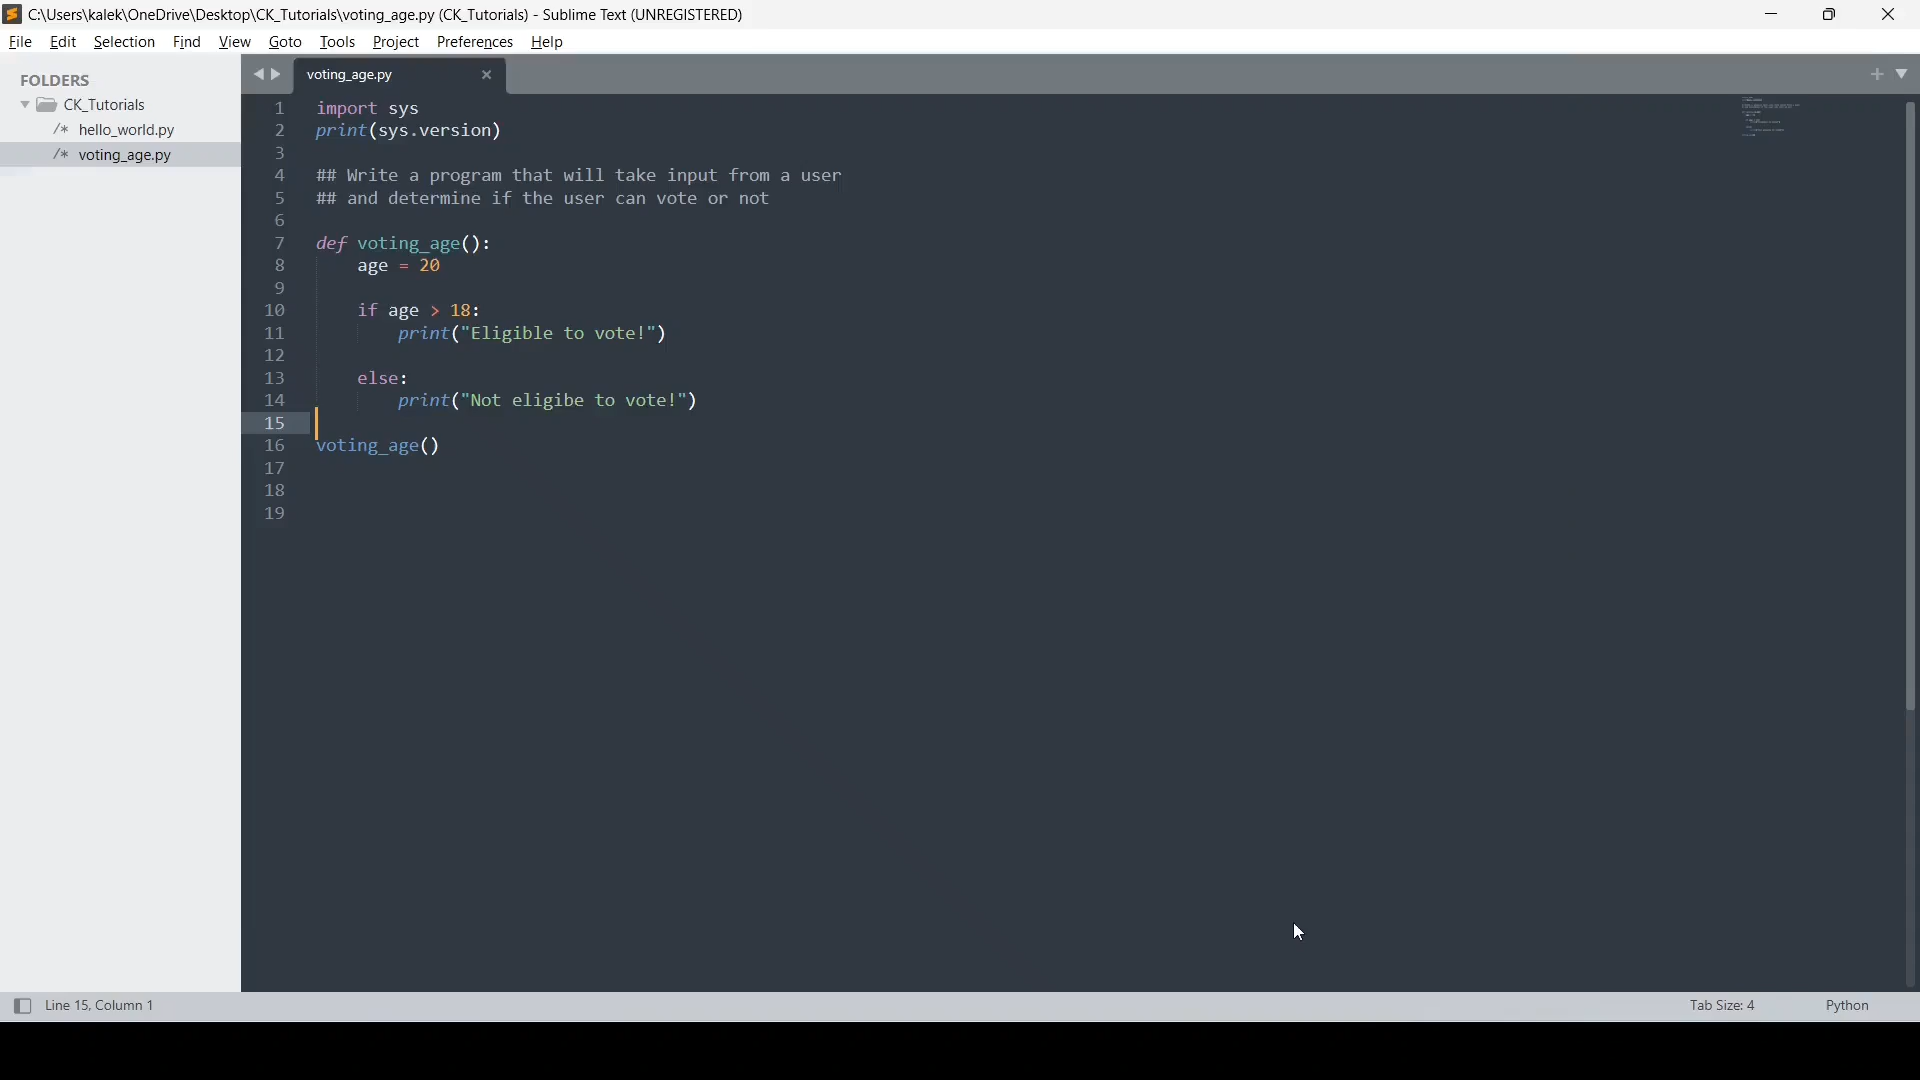 C:\Users\kalek\OneDrive\Desktop\CK_Tutorials\voting_age.py (CK_Tutorials) - Sublime Text (UNREGISTERED)
File Edit Selection Find View Goto Tools Project Preferences Help
FOLDERS
CK_Tutorials
/* hello_world.py
/* voting_age.py
voting_age.py
1 import sys
2 print(sys.version)
3
4 ## Write a program that will take input from a user
5 ## and determine if the user can vote or not
6
7 def voting_age():
8     age = 20
9
10     if age > 18:
11         print("Eligible to vote!")
12
13     else:
14         print("Not eligibe to vote!")
15
16 voting_age()
17
18
19
Line 15, Column 1
Tab Size: 4
Python